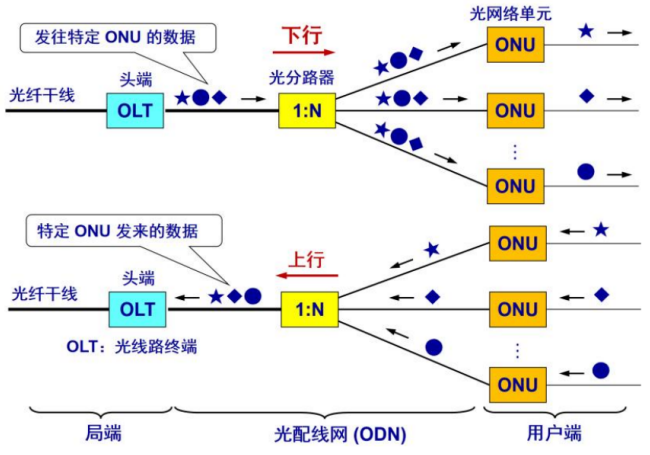 光网络单元
发往特定 ONU 的数据
下行
ONU
头端
光分路器
光纤干线
OLT
1:N
ONU
⋮
ONU
特定 ONU 发来的数据
上行
ONU
头端
光纤干线
OLT
1:N
ONU
OLT：光线路终端
⋮
ONU
局端
光配线网 (ODN)
用户端